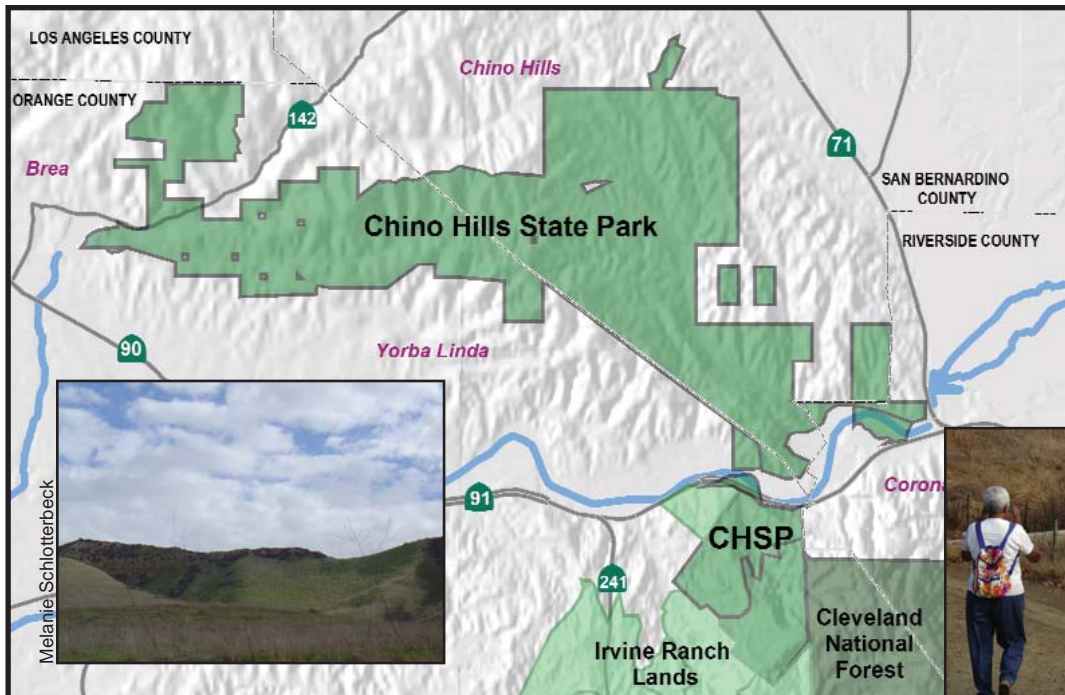 LOS ANGELES COUNTY
ORANGE COUNTY
Chino Hills
142
71
Brea
SAN BERNARDINO
COUNTY
RIVERSIDE COUNTY
Chino Hills State Park
90
Yorba Linda
91
Corona
CHSP
241
Irvine Ranch
Lands
Cleveland
National
Forest
Melanie Schlotterbeck